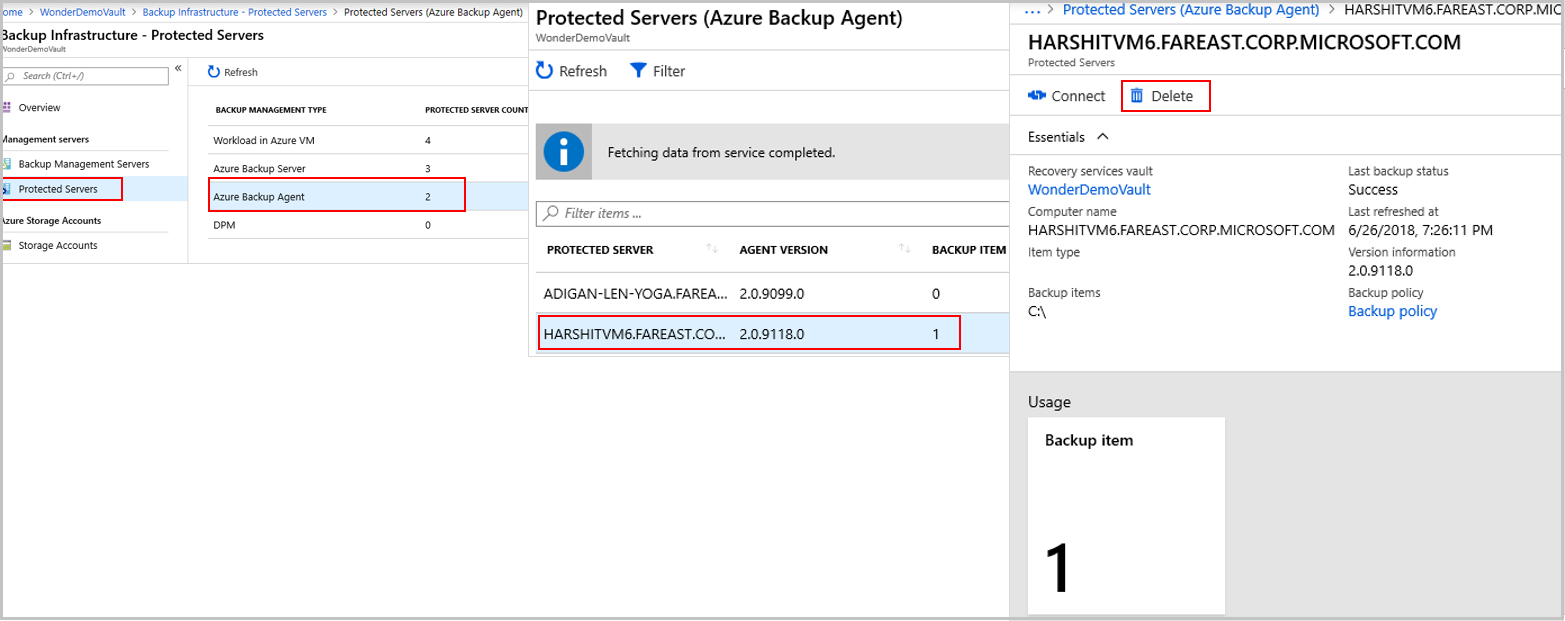 ome > WonderDemoVault > Backup Infrastructure - Protected Servers > Protected Servers (Azure Backup Agent)
Backup Infrastructure - Protected Servers
WonderDemoVault
Search (Ctrl+/)
«
Refresh
Overview
Management servers
Backup Management Servers
Protected Servers
Azure Storage Accounts
Storage Accounts
BACKUP MANAGEMENT TYPE PROTECTED SERVER COUNT
Workload in Azure VM 4
Azure Backup Server 3
Azure Backup Agent 2
DPM 0
Protected Servers (Azure Backup Agent)
WonderDemoVault
Refresh Filter
Fetching data from service completed.
Filter items ...
PROTECTED SERVER AGENT VERSION BACKUP ITEM
ADIGAN-LEN-YOGA.FAREA... 2.0.9099.0 0
HARSHITVM6.FAREAST.CO... 2.0.9118.0 1
... > Protected Servers (Azure Backup Agent) > HARSHITVM6.FAREAST.CORP.MIC
HARSHITVM6.FAREAST.CORP.MICROSOFT.COM
Protected Servers
Connect Delete
Essentials
Recovery services vault
WonderDemoVault
Computer name
HARSHITVM6.FAREAST.CORP.MICROSOFT.COM
Item type
Backup items
C:\
Last backup status
Success
Last refreshed at
6/26/2018, 7:26:11 PM
Version information
2.0.9118.0
Backup policy
Backup policy
Usage
Backup item
1